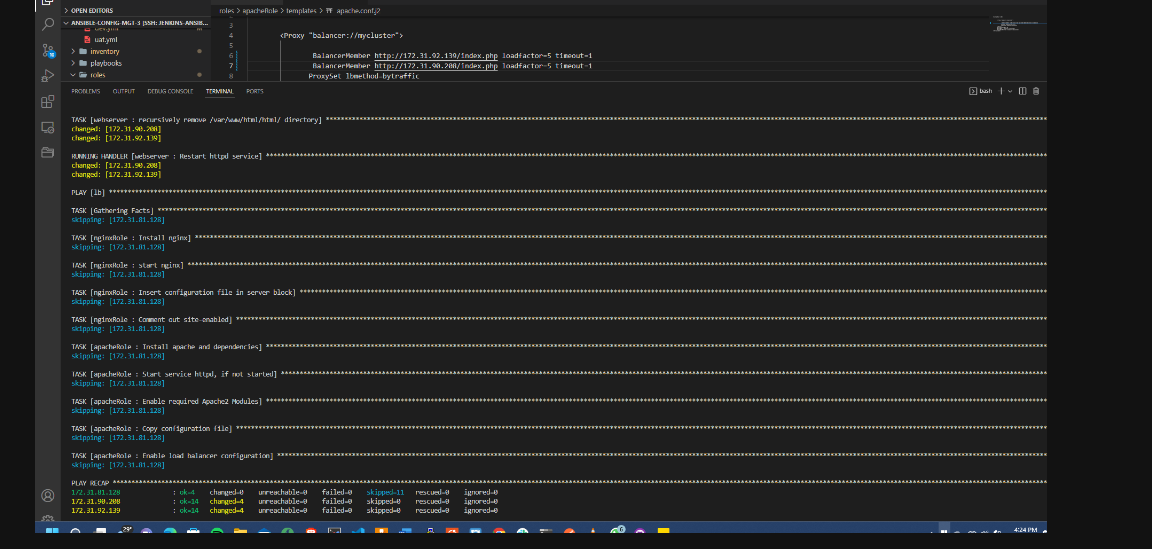 OPEN EDITORS
ANSIBLE-CONFIG-MGT-3 [SSH: JENKINS-ANSIB...
uat.yml
inventory
playbooks
roles
roles > apacheRole > templates > apache.conf.j2
3
4 <Proxy "balancer://mycluster">
5
6 BalancerMember http://172.31.92.139/index.php loadfactor=5 timeout=1
7 BalancerMember http://172.31.90.208/index.php loadfactor=5 timeout=1
8 ProxySet lbmethod=bytraffic
PROBLEMS OUTPUT DEBUG CONSOLE TERMINAL PORTS bash
TASK [webserver : recursively remove /var/www/html/html/ directory]
changed: [172.31.90.208]
changed: [172.31.92.139]
RUNNING HANDLER [webserver : Restart httpd service]
changed: [172.31.90.208]
changed: [172.31.92.139]
PLAY [lb]
TASK [Gathering Facts]
skipping: [172.31.81.128]
TASK [nginxRole : Install nginx]
skipping: [172.31.81.128]
TASK [nginxRole : start nginx]
skipping: [172.31.81.128]
TASK [nginxRole : Insert configuration file in server block]
skipping: [172.31.81.128]
TASK [nginxRole : Comment out site-enabled]
skipping: [172.31.81.128]
TASK [apacheRole : Install apache and dependencies]
skipping: [172.31.81.128]
TASK [apacheRole : Start service httpd, if not started]
skipping: [172.31.81.128]
TASK [apacheRole : Enable required Apache2 Modules]
skipping: [172.31.81.128]
TASK [apacheRole : Copy configuration file]
skipping: [172.31.81.128]
TASK [apacheRole : Enable load balancer configuration]
skipping: [172.31.81.128]
PLAY RECAP
172.31.81.128 : ok=4 changed=0 unreachable=0 failed=0 skipped=11 rescued=0 ignored=0
172.31.90.208 : ok=14 changed=4 unreachable=0 failed=0 skipped=0 rescued=0 ignored=0
172.31.92.139 : ok=14 changed=4 unreachable=0 failed=0 skipped=0 rescued=0 ignored=0
29°
4:24 PM